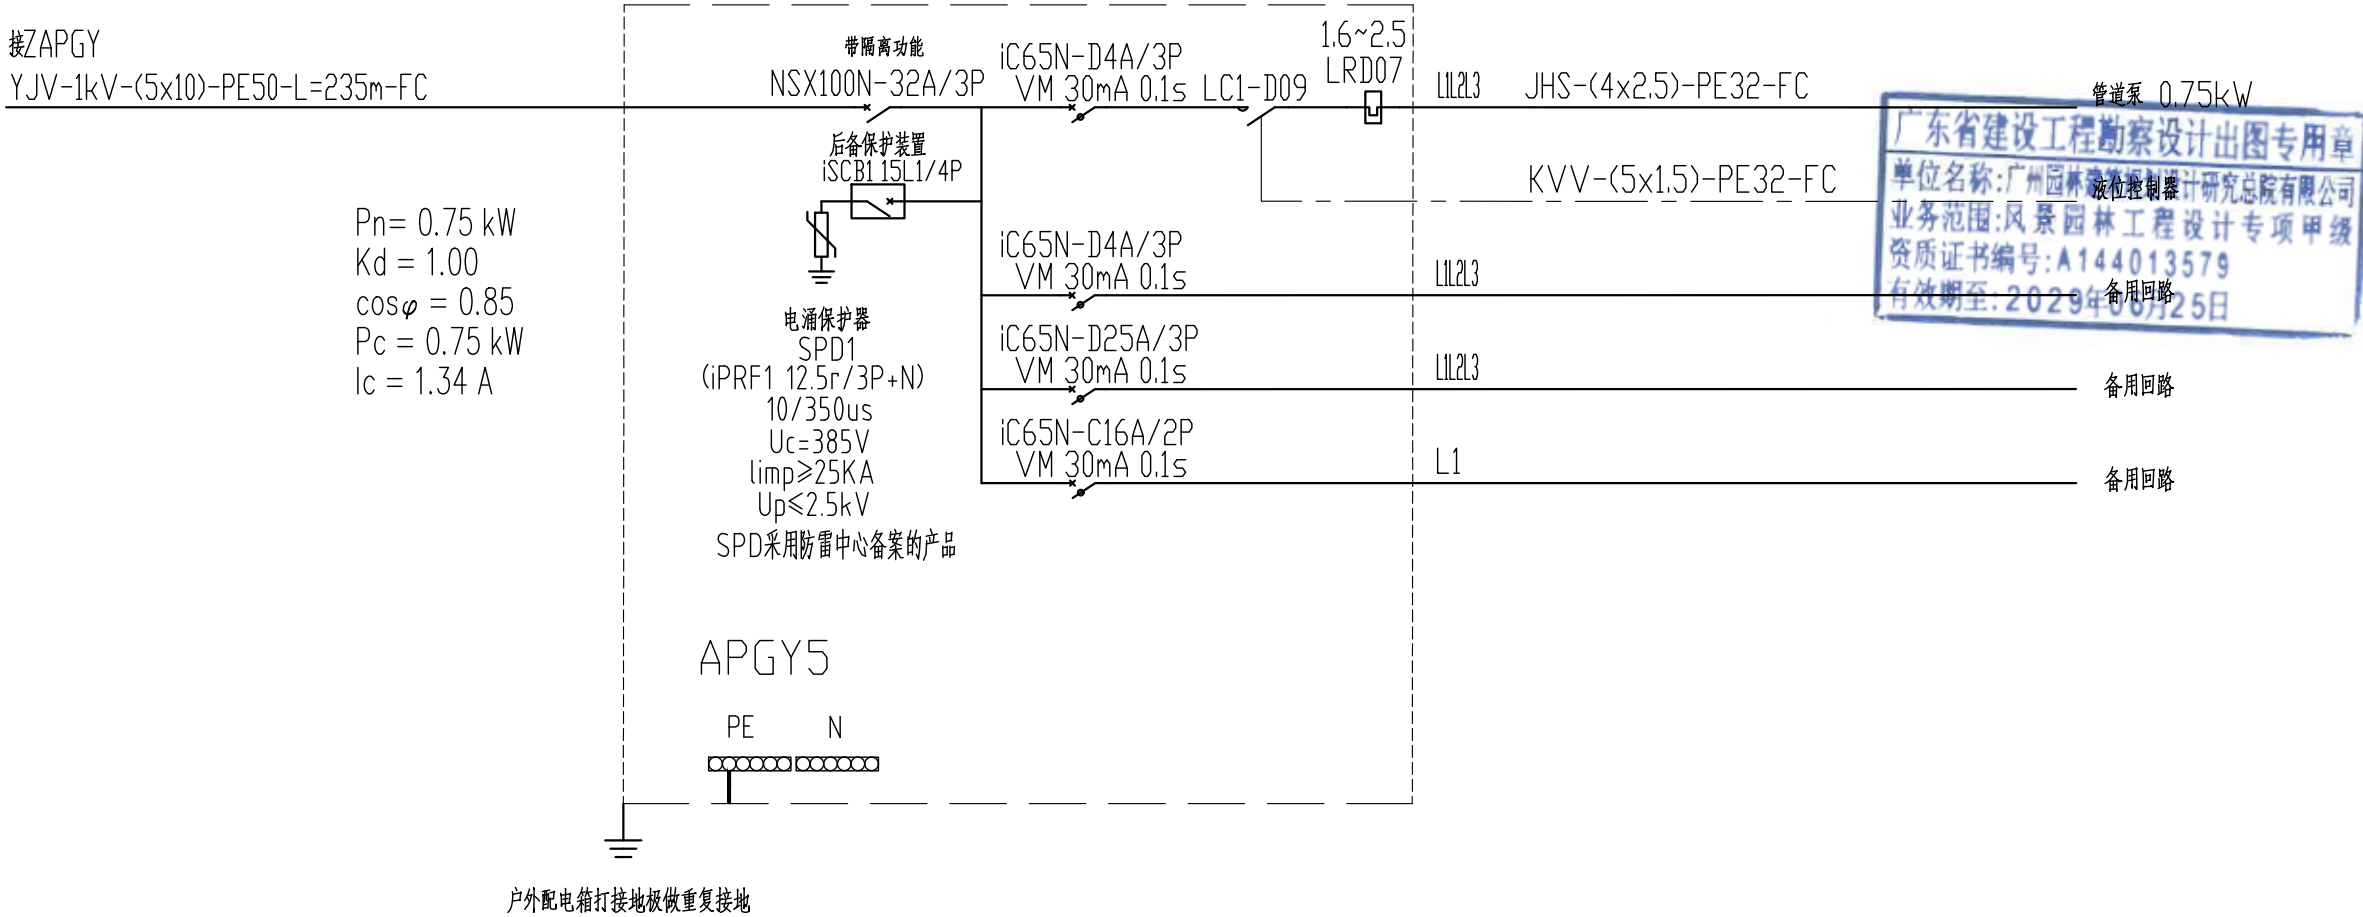 接ZAPGY
YJV-1kV-(5x10)-PE50-L=235m-FC
带隔离功能
NSX100N-32A/3P
iC65N-D4A/3P
VM 30mA 0.1s
LC1-D09
1.6~2.5
LRD07
L1L2L3
JHS-(4x2.5)-PE32-FC
管道泵 0.75kW
后备保护装置
iSCB1 15L1/4P
KVV-(5x1.5)-PE32-FC
液位控制器
广东省建设工程勘察设计出图专用章
单位名称:广州园林 设计研究总院有限公司
业务范围:风景园林工程设计专项甲级
资质证书编号:A144013579
有效期至:2029年06月25日
Pn= 0.75 kW
Kd = 1.00
cosφ = 0.85
Pc = 0.75 kW
Ic = 1.34 A
iC65N-D4A/3P
VM 30mA 0.1s
L1L2L3
备用回路
电涌保护器
SPD1
(iPRF1 12.5r/3P+N)
10/350us
Uc=385V
Iimp≥25KA
Up≤2.5kV
SPD采用防雷中心备案的产品
iC65N-D25A/3P
VM 30mA 0.1s
L1L2L3
备用回路
iC65N-C16A/2P
VM 30mA 0.1s
L1
备用回路
APGY5
PE
N
户外配电箱打接地极做重复接地